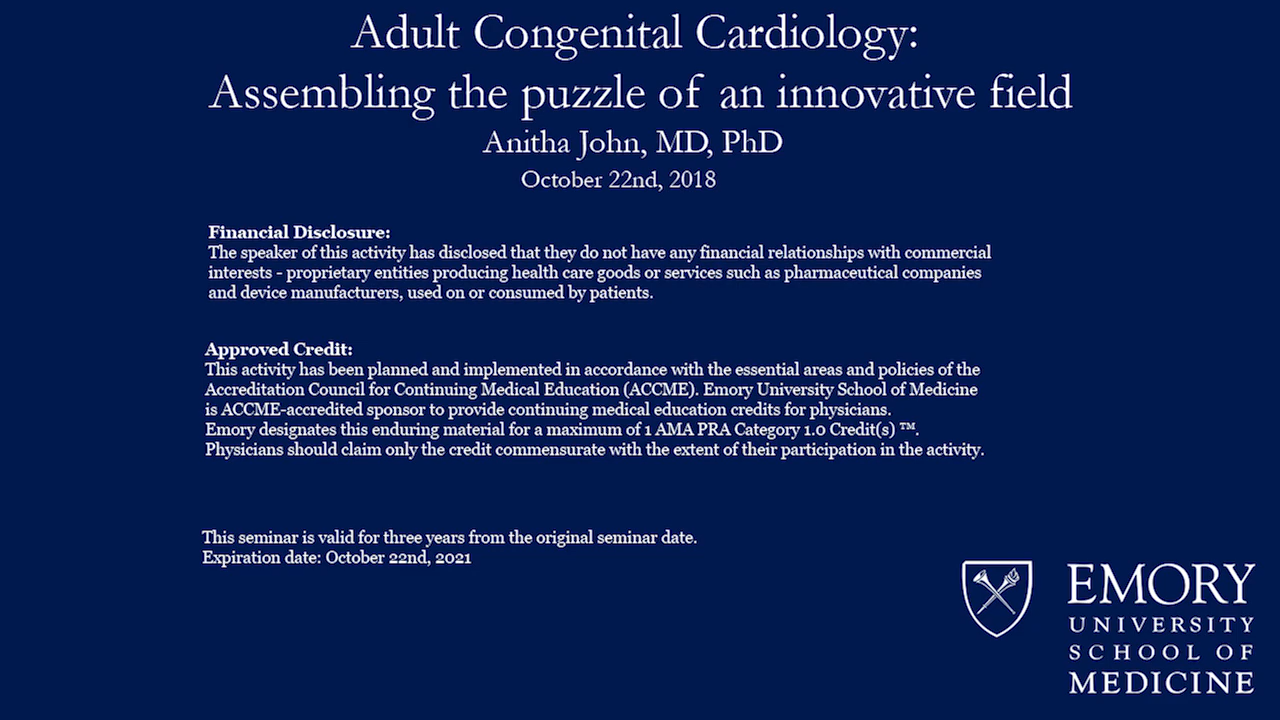 Adult Congenital Cardiology:
Assembling the puzzle of an innovative field
Anitha John, MD, PhD
October 22nd, 2018
Financial Disclosure:
The speaker of this activity has disclosed that they do not have any financial relationships with commercial
interests - proprietary entities producing health care goods or services such as pharmaceutical companies
and device manufacturers, used on or consumed by patients.
Approved Credit:
This activity has been planned and implemented in accordance with the essential areas and policies of the
Accreditation Council for Continuing Medical Education (ACCME). Emory University School of Medicine
is ACCME-accredited sponsor to provide continuing medical education credits for physicians.
Emory designates this enduring material for a maximum of 1 AMA PRA Category 1.0 Credit(s) ™.
Physicians should claim only the credit commensurate with the extent of their participation in the activity.
This seminar is valid for three years from the original seminar date.
Expiration date: October 22nd, 2021
EMORY
UNIVERSITY
SCHOOL OF
MEDICINE